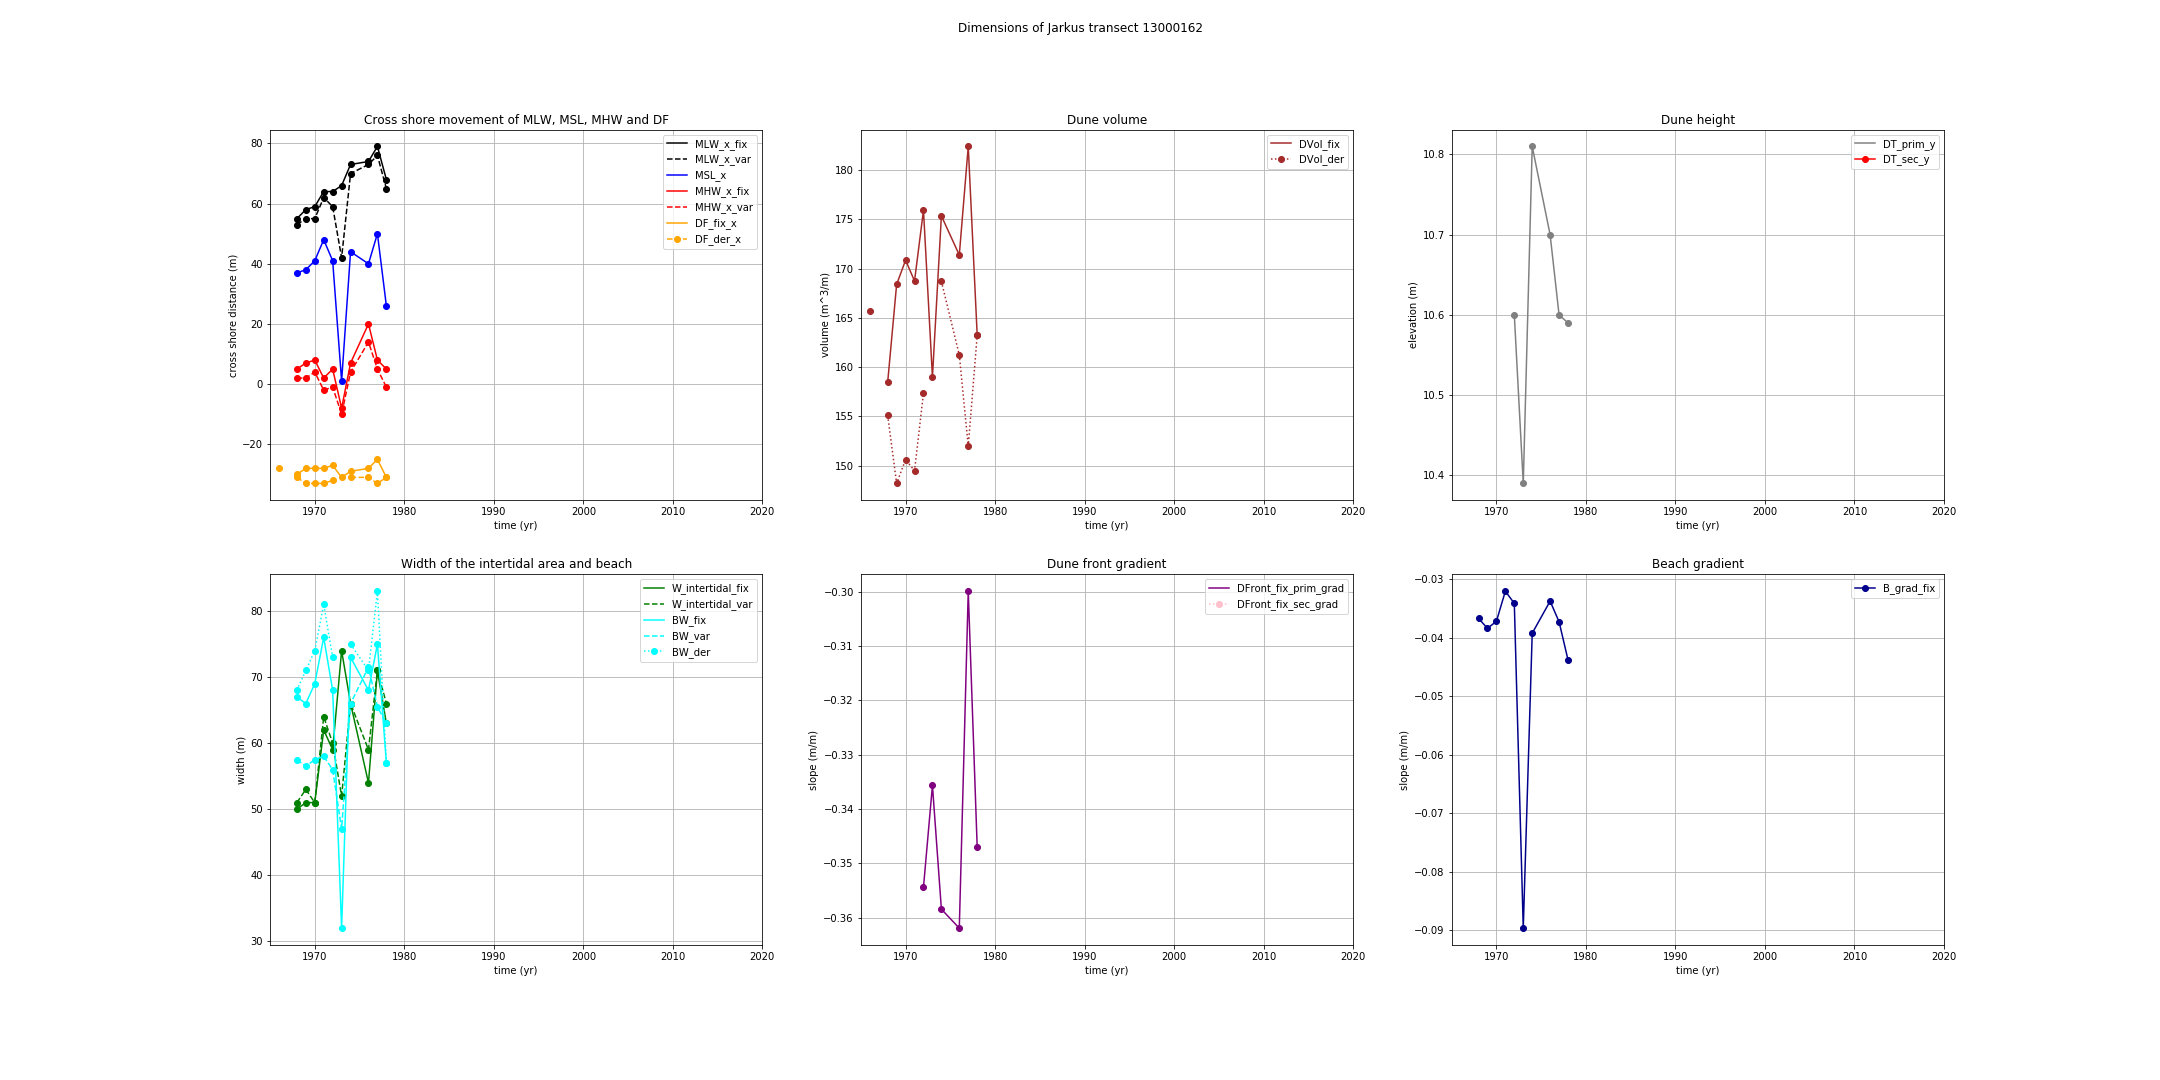 Dimensions of Jarkus transect 13000162
Cross shore movement of MLW, MSL, MHW and DF
80
60
40
20
0
−20
cross shore distance (m)
1970 1980 1990 2000 2010 2020
time (yr)
MLW_x_fix
MLW_x_var
MSL_x
MHW_x_fix
MHW_x_var
DF_fix_x
DF_der_x
Dune volume
180
175
170
165
160
155
150
volume (m^3/m)
1970 1980 1990 2000 2010 2020
time (yr)
DVol_fix
DVol_der
Dune height
10.8
10.7
10.6
10.5
10.4
elevation (m)
1970 1980 1990 2000 2010 2020
time (yr)
DT_prim_y
DT_sec_y
Width of the intertidal area and beach
80
70
60
50
40
30
width (m)
1970 1980 1990 2000 2010 2020
time (yr)
W_intertidal_fix
W_intertidal_var
BW_fix
BW_var
BW_der
Dune front gradient
−0.30
−0.31
−0.32
−0.33
−0.34
−0.35
−0.36
slope (m/m)
1970 1980 1990 2000 2010 2020
time (yr)
DFront_fix_prim_grad
DFront_fix_sec_grad
Beach gradient
−0.03
−0.04
−0.05
−0.06
−0.07
−0.08
−0.09
slope (m/m)
1970 1980 1990 2000 2010 2020
time (yr)
B_grad_fix